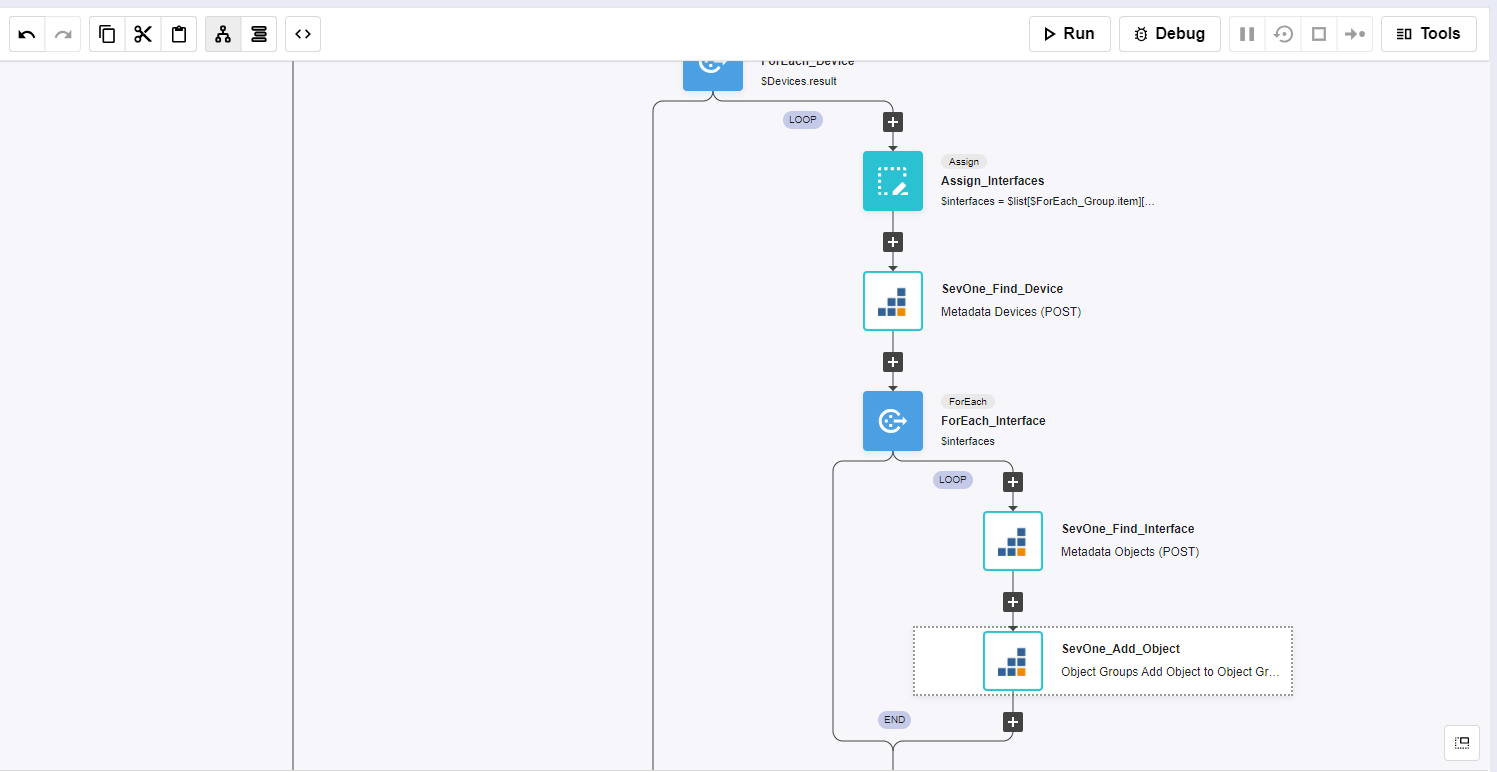 Run
Debug
Tools
ForEach_Device
$Devices.result
LOOP
Assign
Assign_Interfaces
$interfaces = $list[$ForEach_Group.item][...
SevOne_Find_Device
Metadata Devices (POST)
ForEach
ForEach_Interface
$interfaces
LOOP
SevOne_Find_Interface
Metadata Objects (POST)
SevOne_Add_Object
Object Groups Add Object to Object Gr...
END